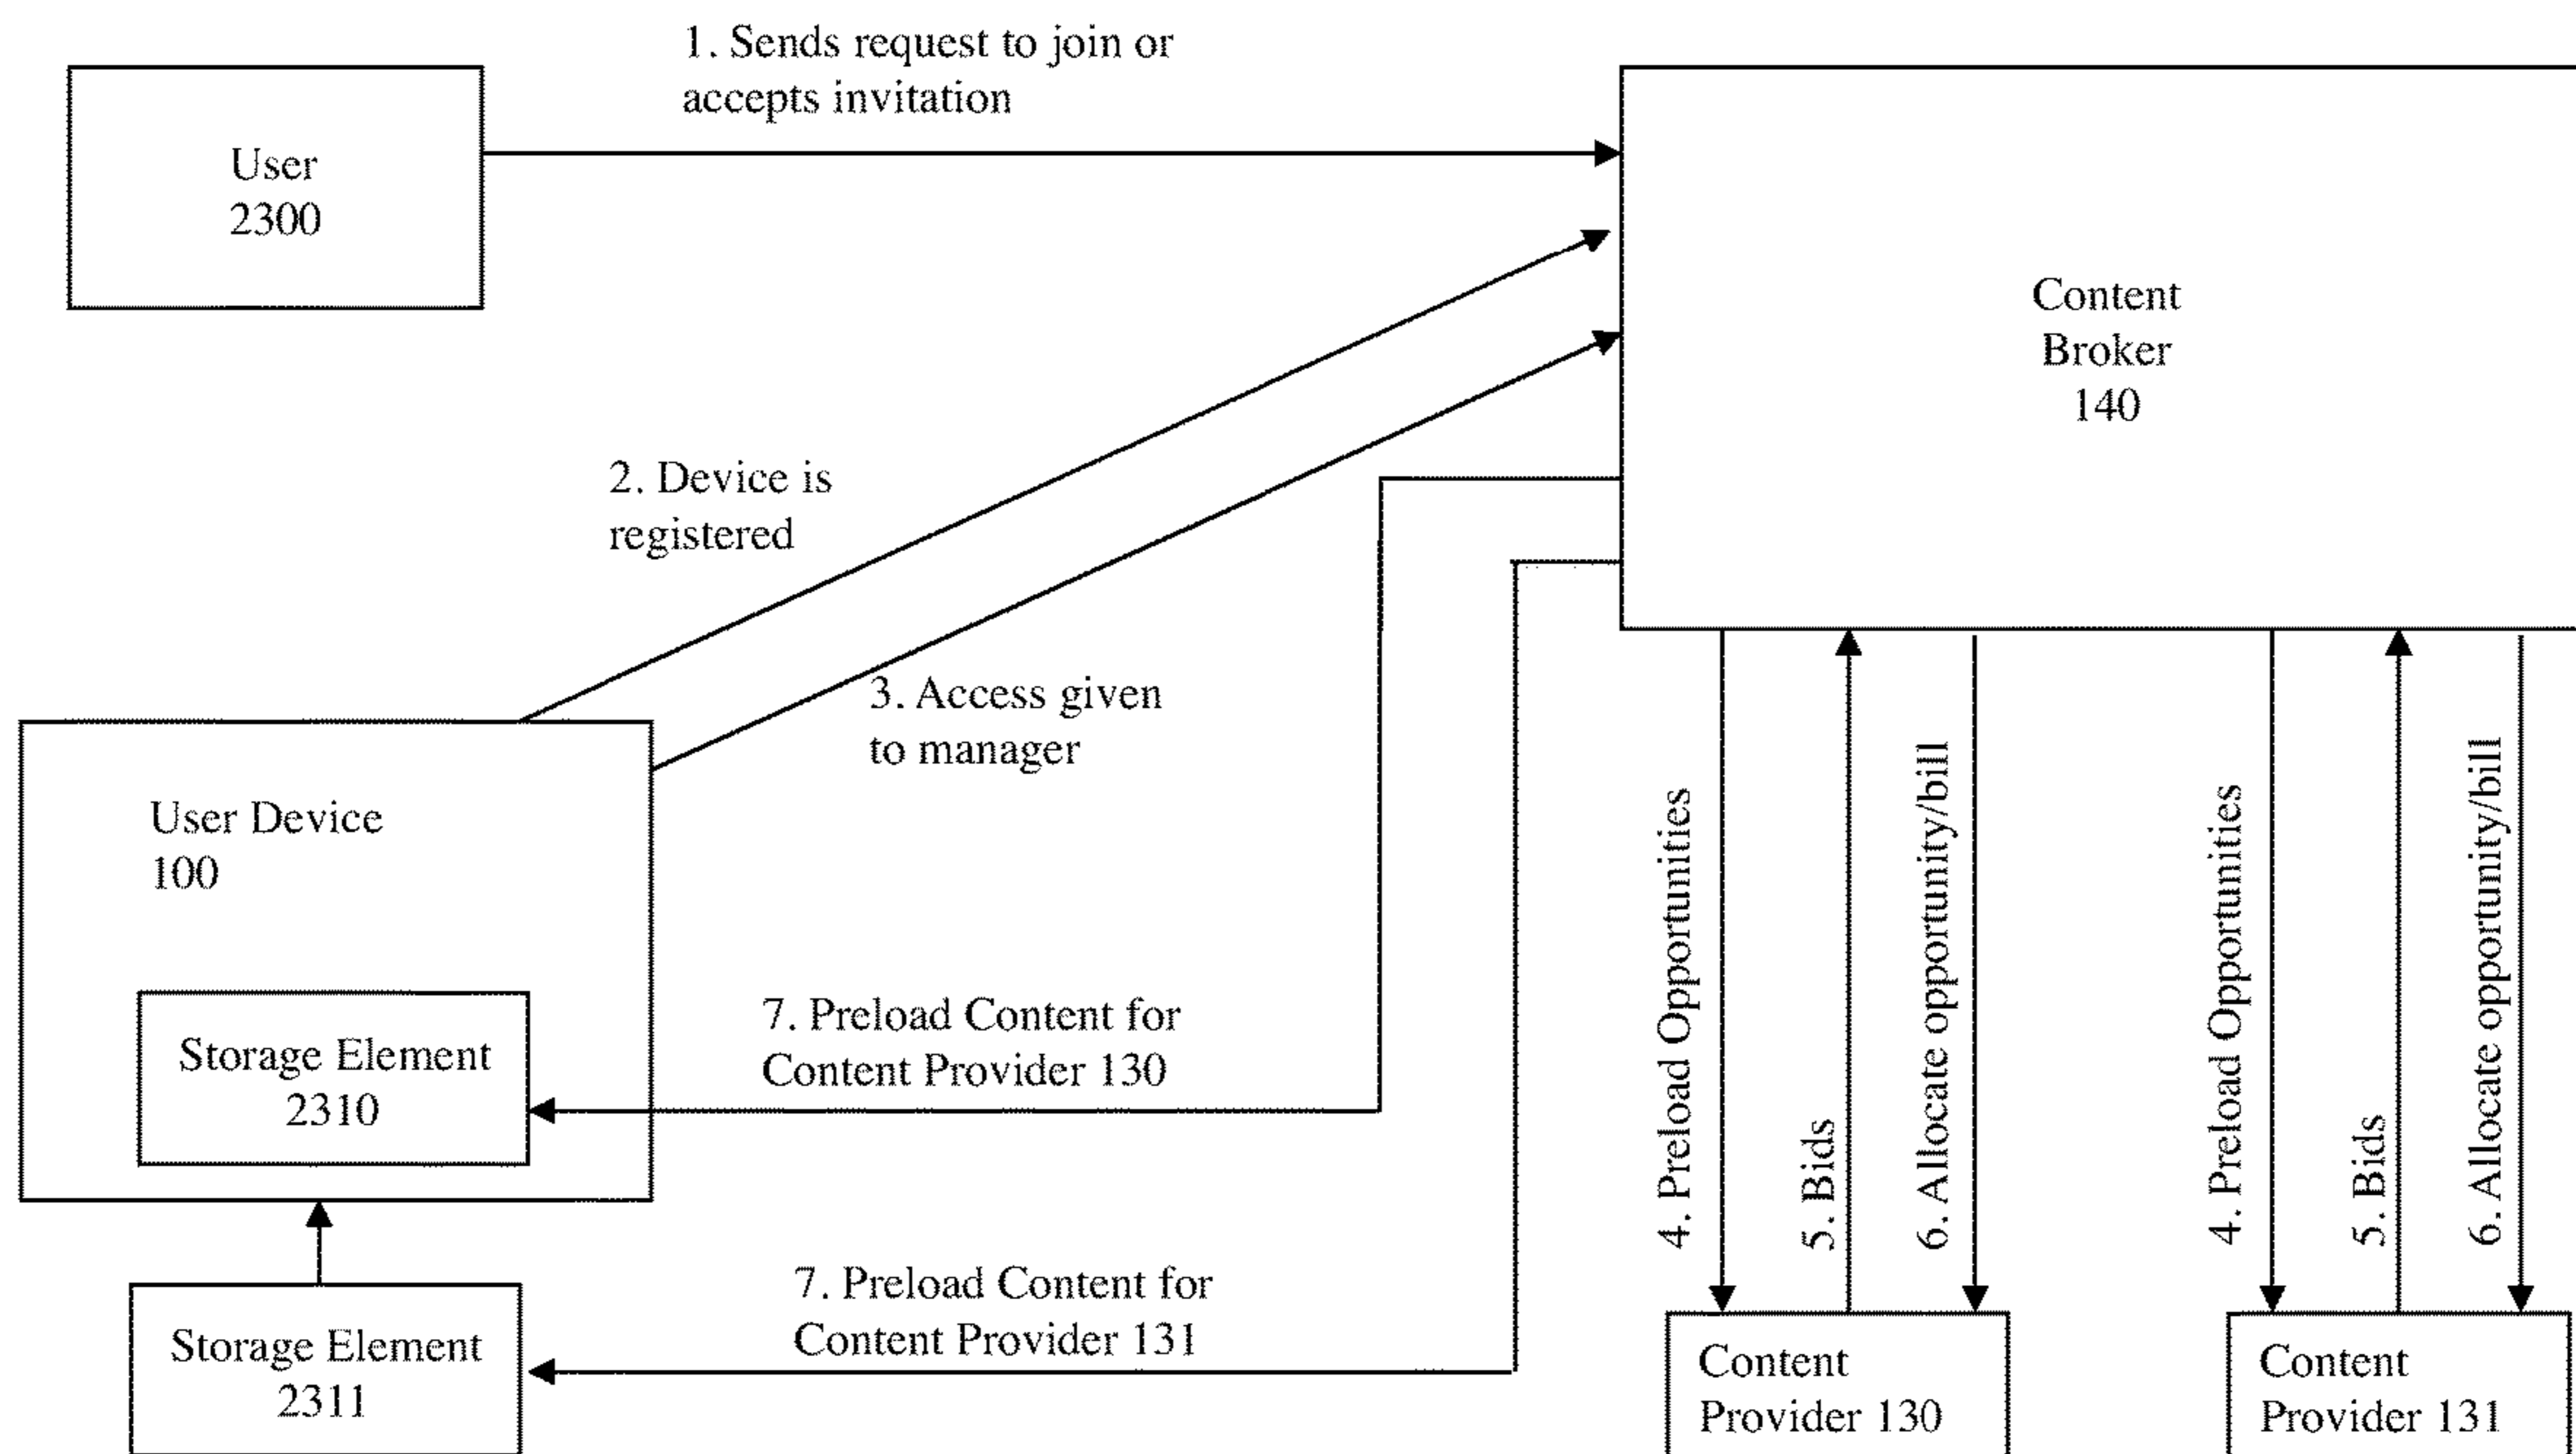 1. Sends request to join or
accepts invitation
User
2300
Content
Broker
140
2. Device is
registered
3. Access given
to manager
User Device
100
Storage Element
2310
7. Preload Content for
Content Provider 130
Storage Element
2311
7. Preload Content for
Content Provider 131
4. Preload Opportunities
5. Bids
6. Allocate opportunity/bill
4. Preload Opportunities
5. Bids
6. Allocate opportunity/bill
Content
Provider 130
Content
Provider 131